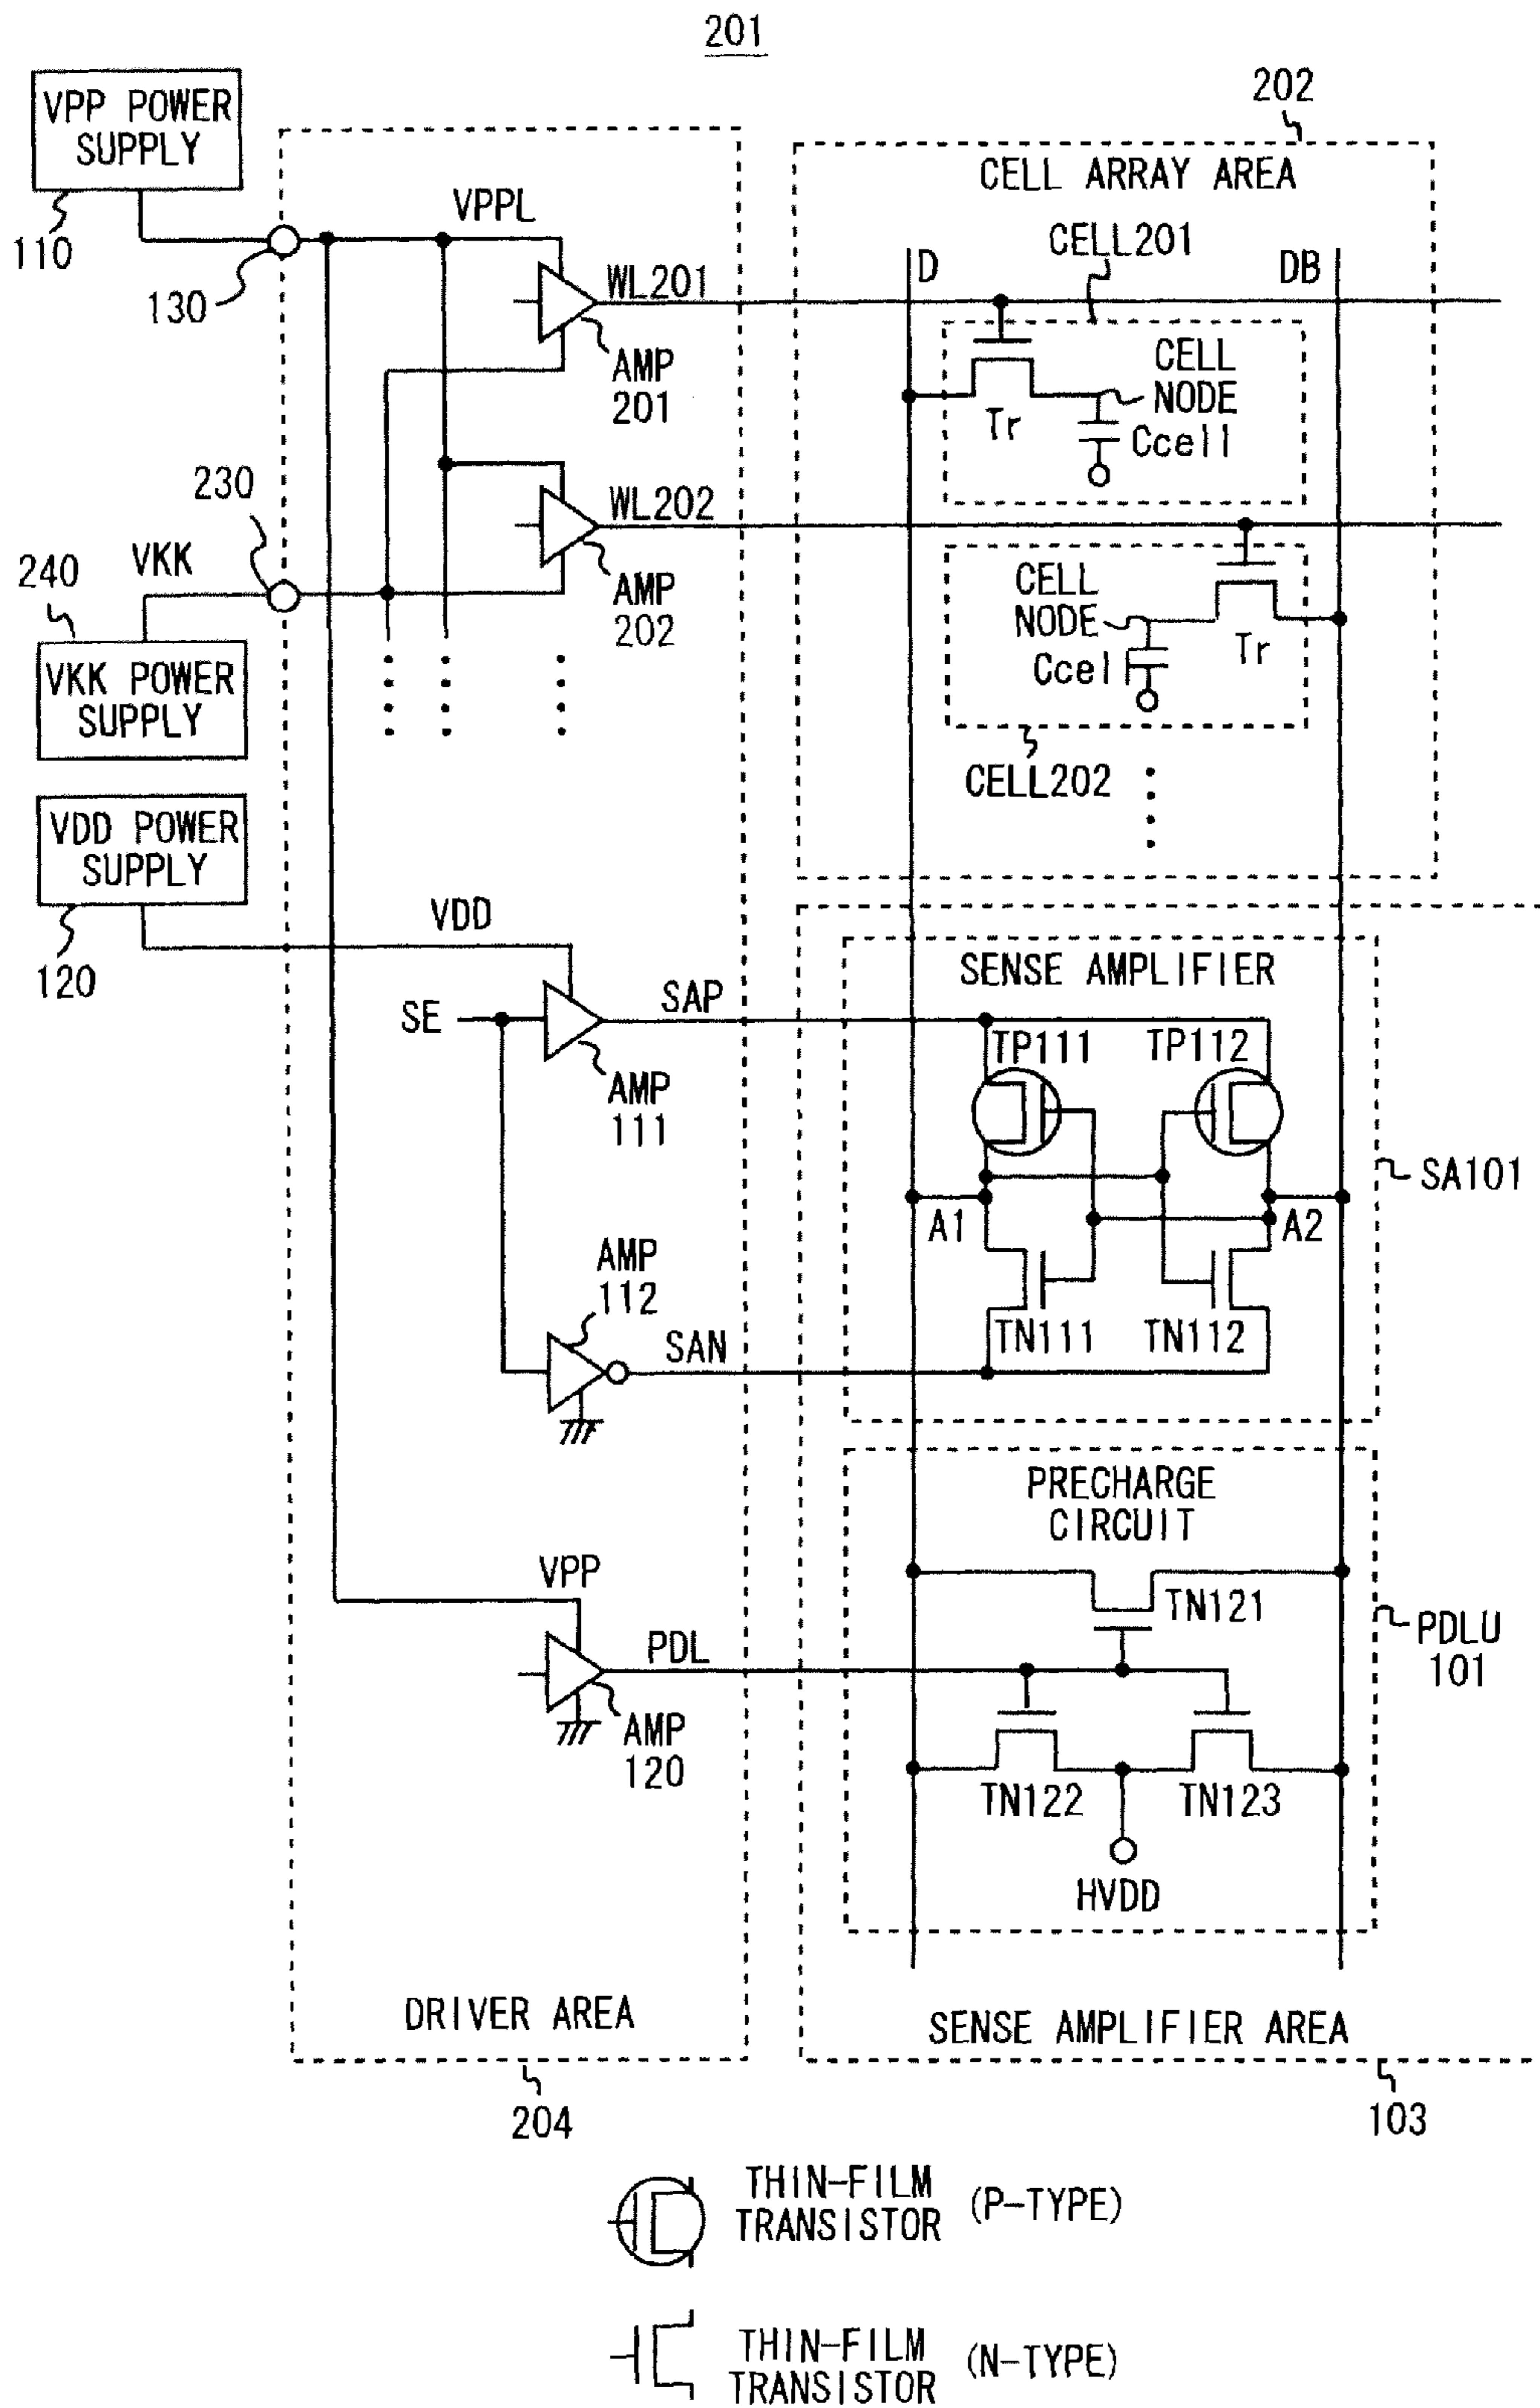 201
VPP POWER
SUPPLY
110
130
VPPL
202
CELL ARRAY AREA
CELL201
D
DB
WL201
AMP
201
CELL
NODE
Tr
Ccell
230
WL202
AMP
202
VKK
240
VKK POWER
SUPPLY
CELL
NODE
Ccell
Tr
CELL202
VDD POWER
SUPPLY
120
VDD
SE
SAP
AMP
111
SENSE AMPLIFIER
TP111
TP112
SA101
A1
A2
AMP
112
SAN
TN111
TN112
PRECHARGE
CIRCUIT
VPP
TN121
PDLU
101
PDL
AMP
120
TN122
TN123
HVDD
DRIVER AREA
SENSE AMPLIFIER AREA
204
103
THIN-FILM
TRANSISTOR
(P-TYPE)
THIN-FILM
TRANSISTOR
(N-TYPE)